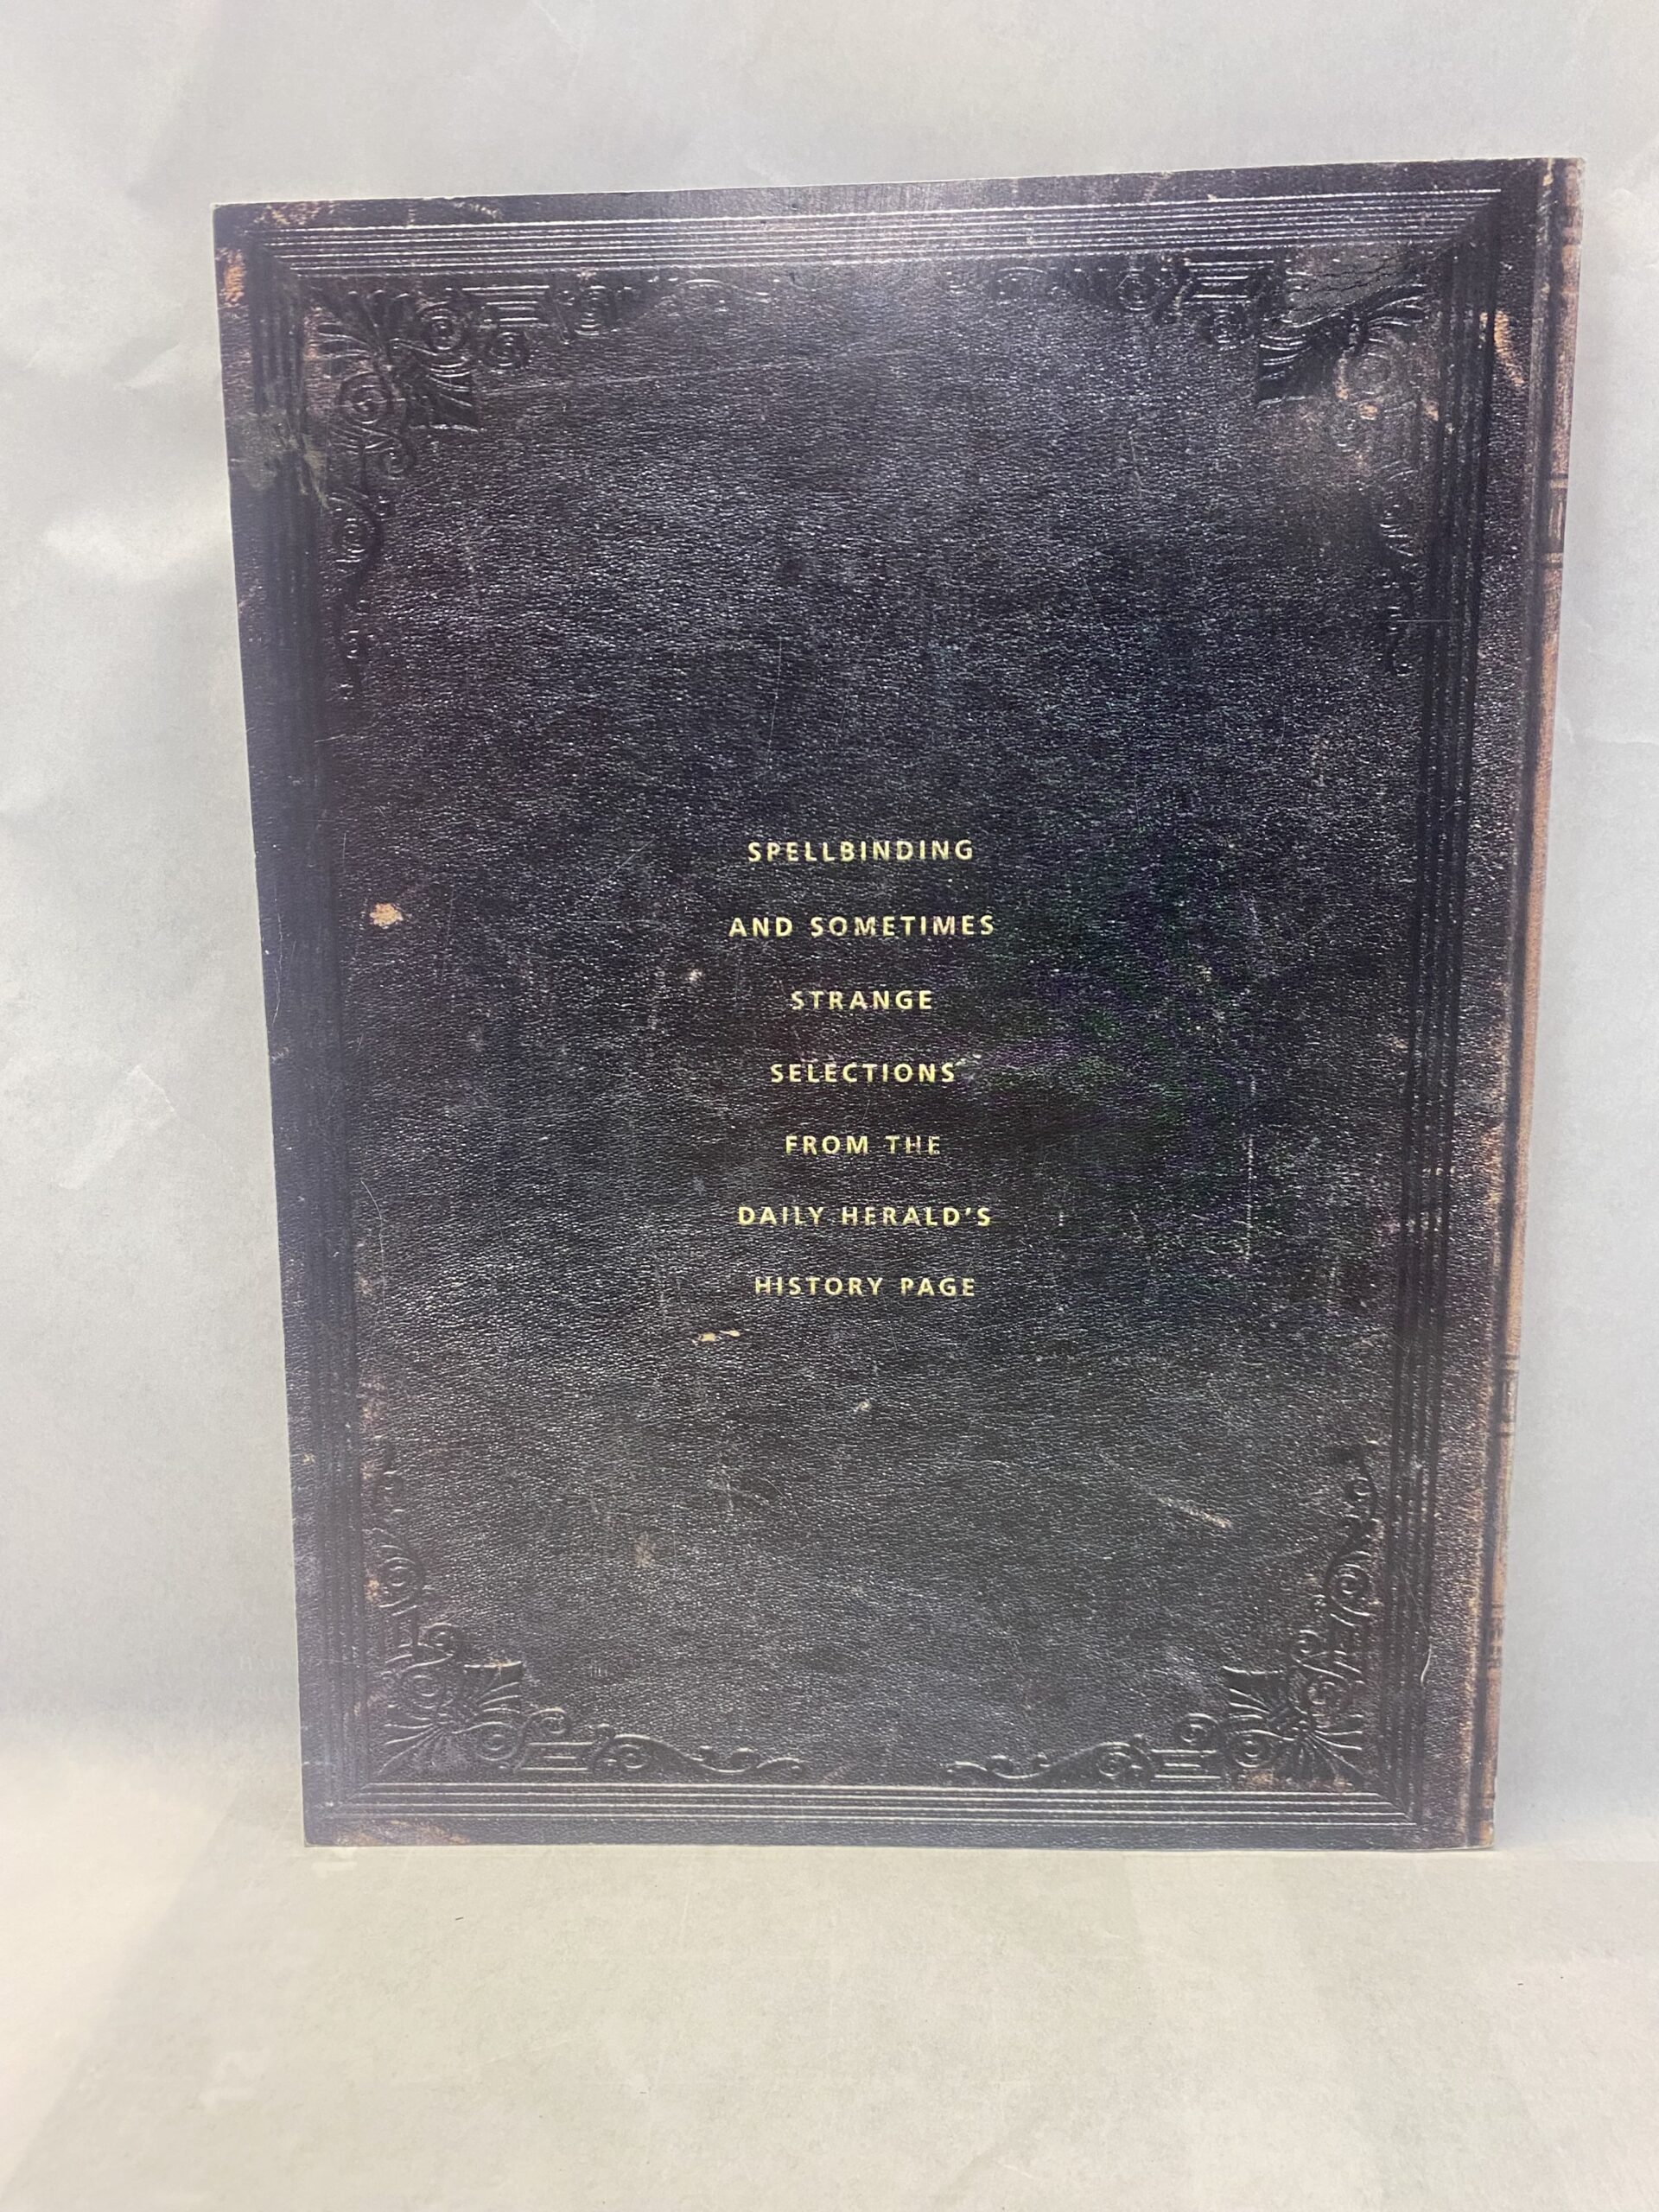 SPELLBINDING
AND SOMETIMES
STRANGE
SELECTIONS
FROM THE
DAILY HERALD'S
HISTORY PAGE